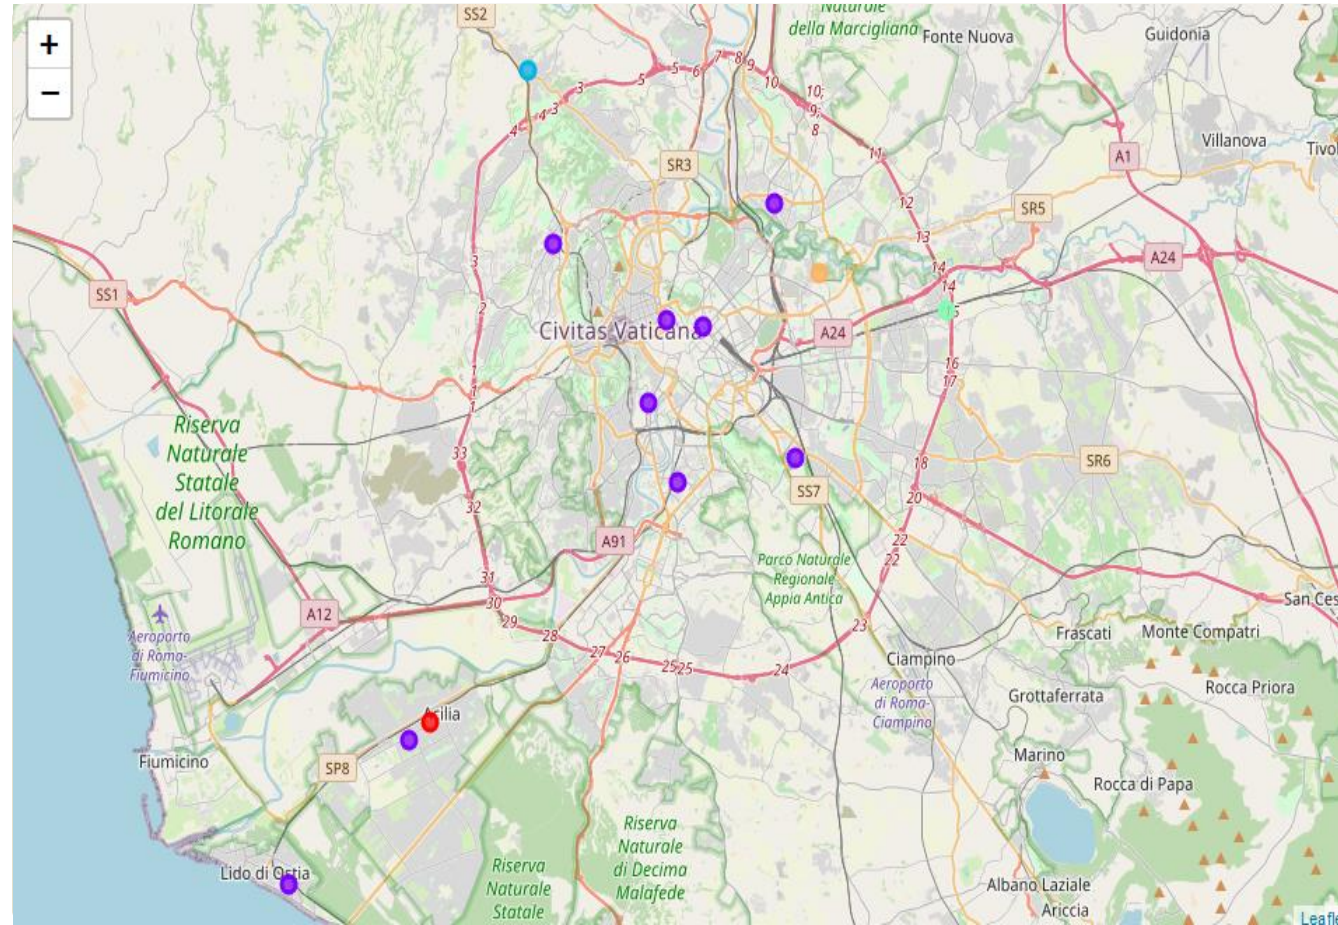 +
−
SS2
Naturale
della Marcigliana
Fonte Nuova
Guidonia
7
8
9
5
5
6
10
3
3
4
4
10;
9;
8
11
Villanova
A1
SR3
12
SR5
13
3
14
14
A24
SS1
2
Civitas Vaticana
A24
16
17
1
1
1
Riserva
Naturale
Statale
del Litorale
Romano
33
18
SR6
SS7
20
32
A91
22
22
Parco Naturale
Regionale
Appia Antica
31
30
A12
29
28
23
San Ces
Aeroporto
di Roma-
Fiumicino
27
26
25
25
24
Frascati
Monte Compatri
Ciampino
Aeroporto
di Roma-
Ciampino
Grottaferrata
Rocca Priora
Acilia
Fiumicino
SP8
Marino
Rocca di Papa
Riserva
Naturale
di Decima
Malafede
Lido di Ostia
Riserva
Naturale
Statale
Albano Laziale
Ariccia
Leafle